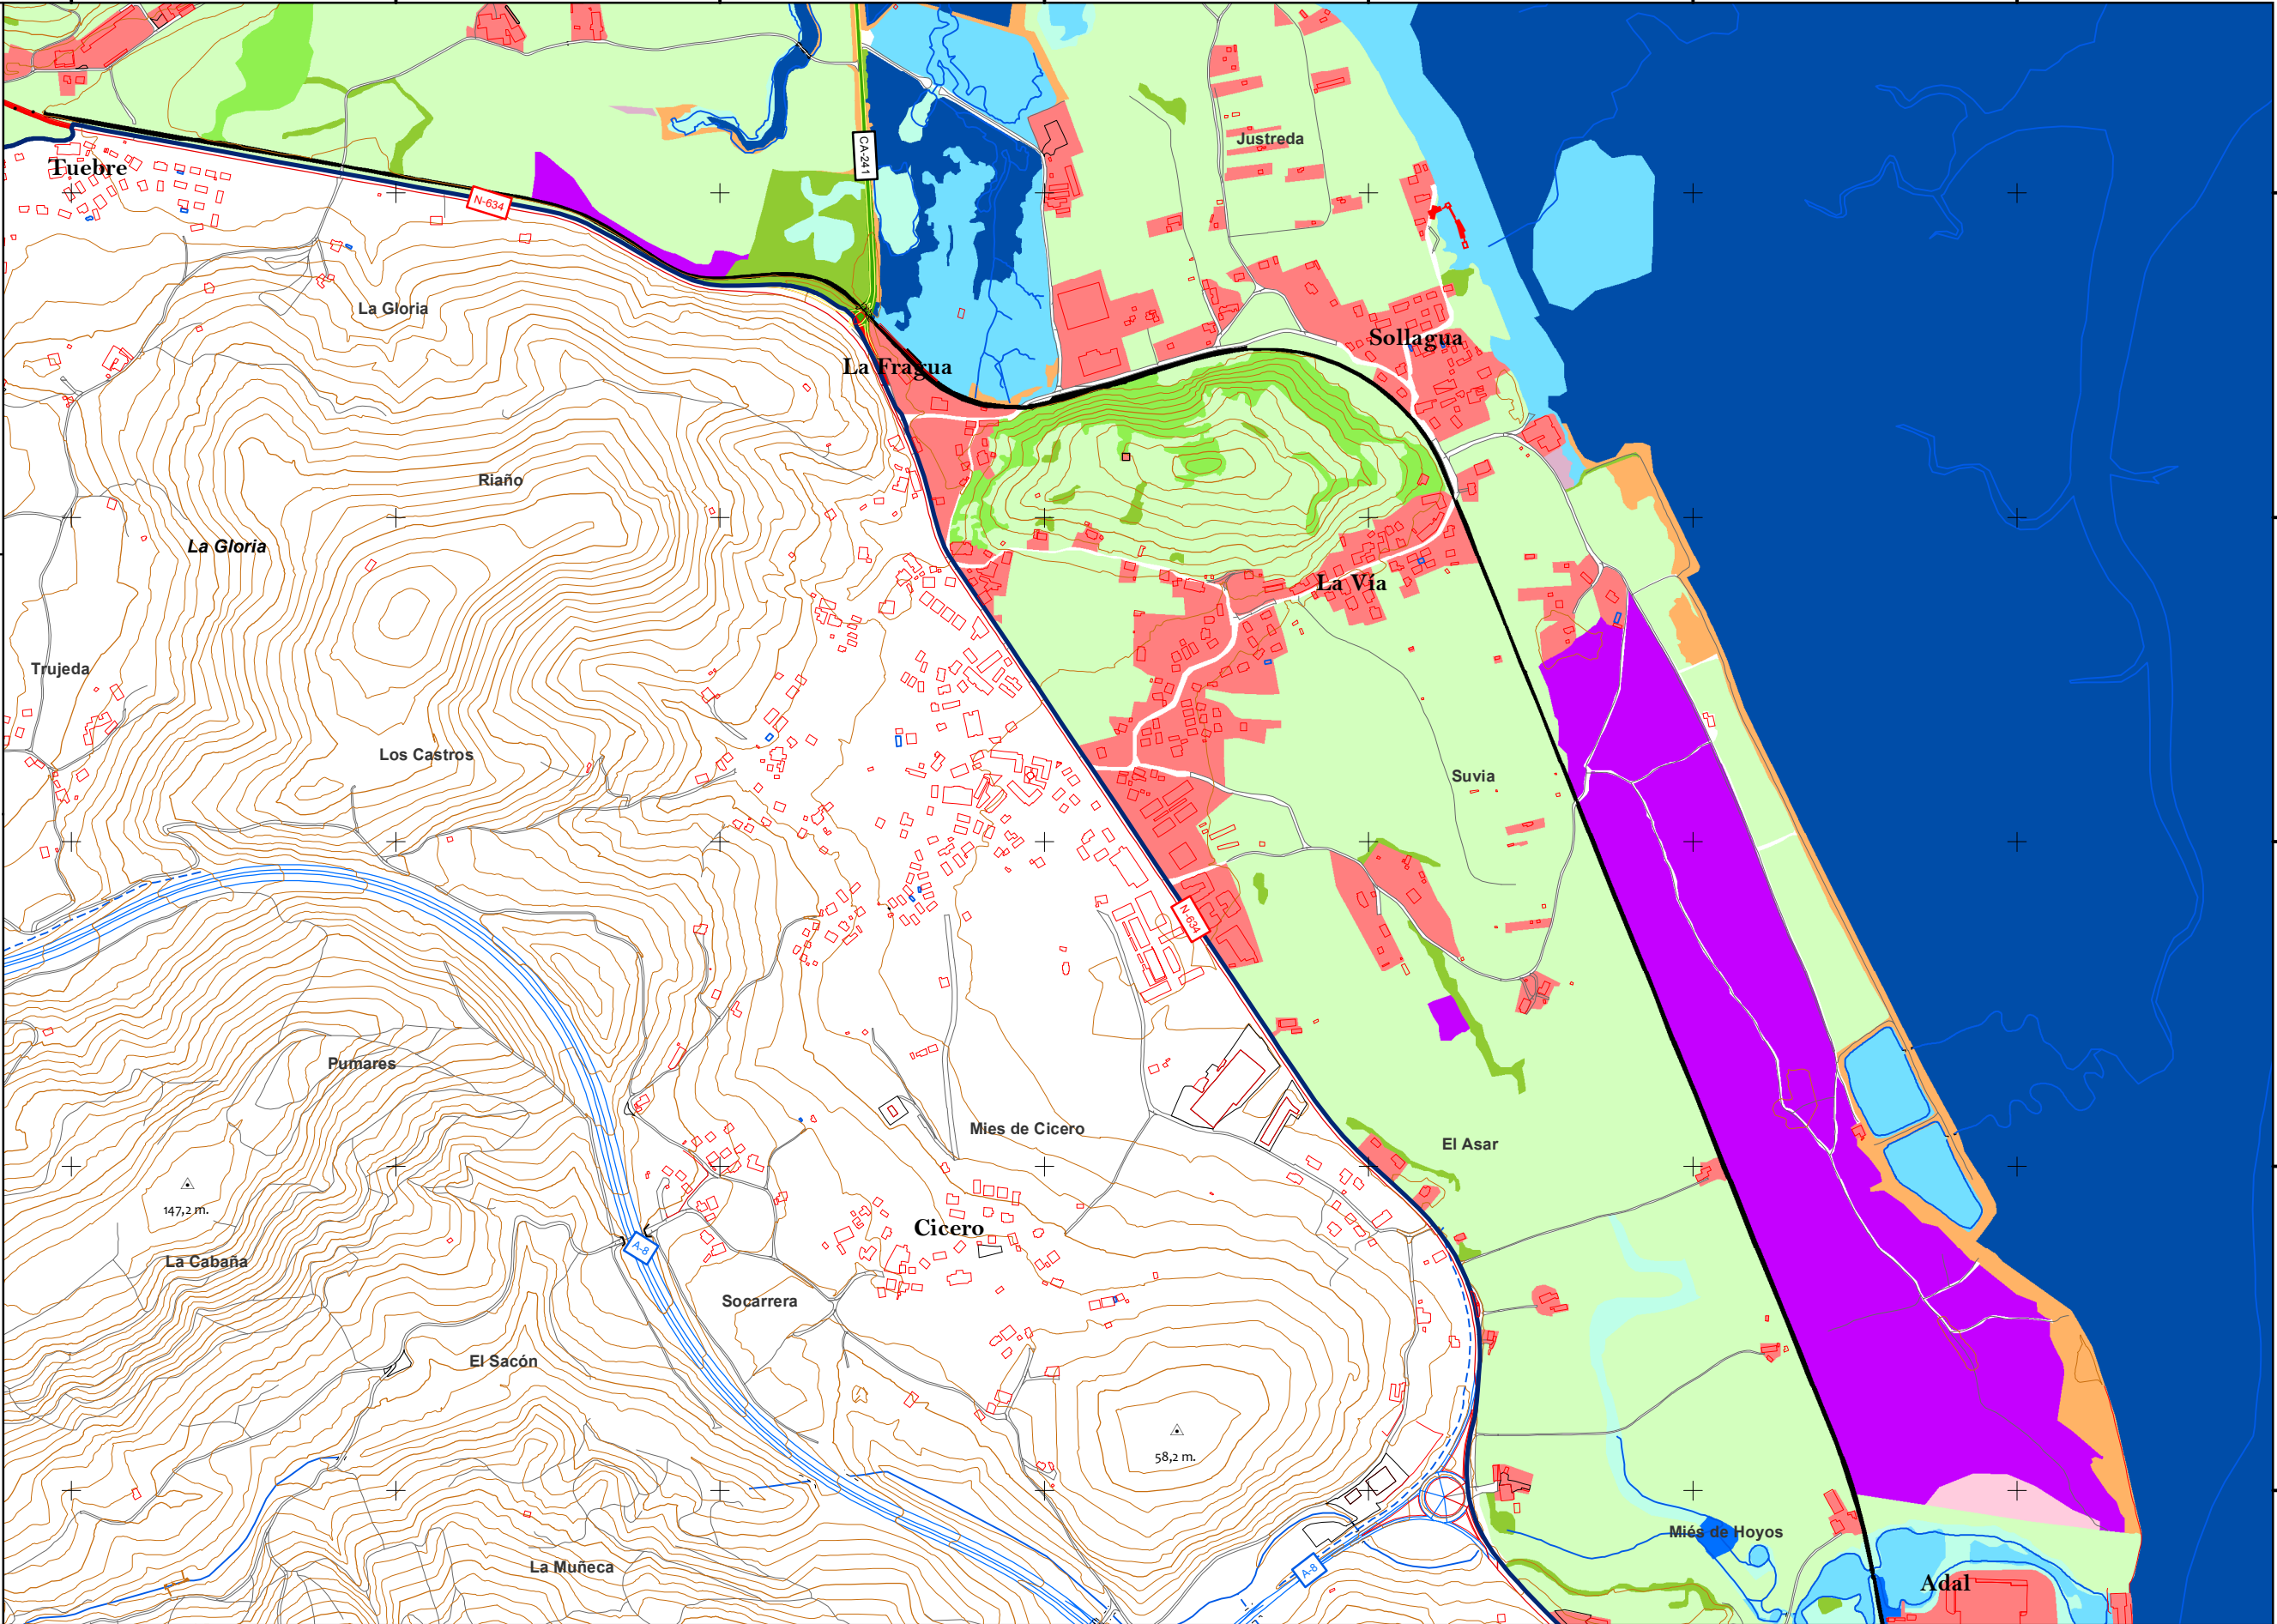 Justreda
CA-241
Tuebre
N-634
La Gloria
Sollagua
La Fragua
Riaño
La Gloria
La Vía
Trujeda
Los Castros
Suvia
N-634
Pumares
Mies de Cicero
El Asar
147,2 m.
Cicero
A-8
La Cabaña
Socarrera
El Sacón
58,2 m.
Miés de Hoyos
La Muñeca
A-8
Adal